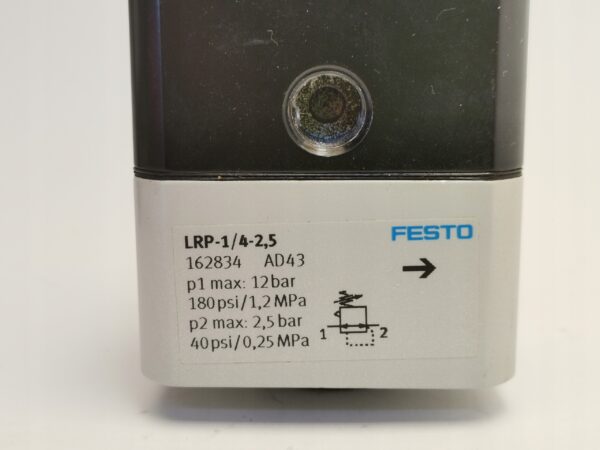 LRP-1/4-2,5
FESTO
162834 AD43
p1 max: 12bar
180psi/1,2MPa
p2 max: 2,5bar
40psi/0,25MPa
1 2